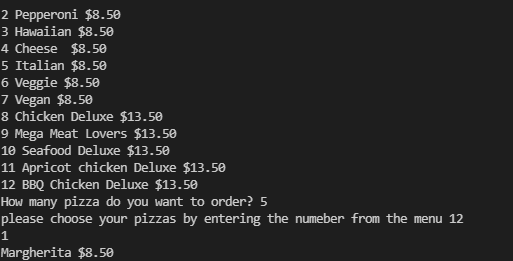 2 Pepperoni $8.50
3 Hawaiian $8.50
4 Cheese  $8.50
5 Italian $8.50
6 Veggie $8.50
7 Vegan $8.50
8 Chicken Deluxe $13.50
9 Mega Meat Lovers $13.50
10 Seafood Deluxe $13.50
11 Apricot chicken Deluxe $13.50
12 BBQ Chicken Deluxe $13.50
How many pizza do you want to order? 5
please choose your pizzas by entering the numeber from the menu 12
1
Margherita $8.50